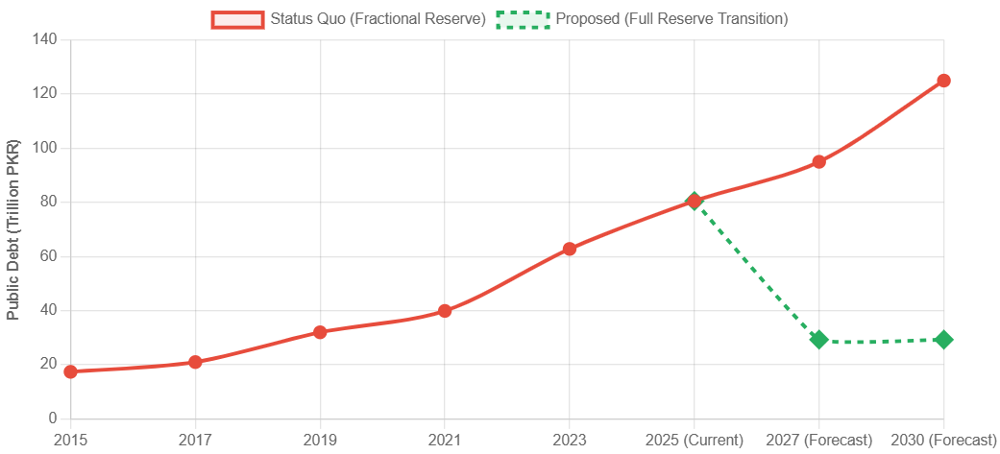 Status Quo (Fractional Reserve) Proposed (Full Reserve Transition)
Public Debt (Trillion PKR)
140
120
100
80
60
40
20
0
2015 2017 2019 2021 2023 2025 (Current) 2027 (Forecast) 2030 (Forecast)